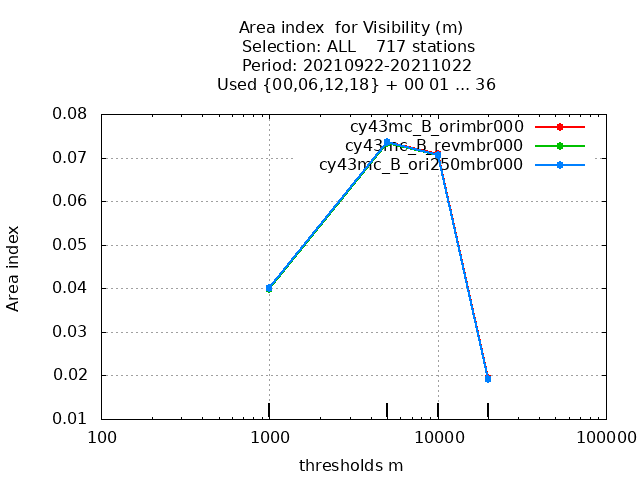 Area index  for Visibility (m)
Selection: ALL    717 stations
Period: 20210922-20211022
Used {00,06,12,18} + 00 01 ... 36
cy43mc_B_orimbr000
cy43mc_B_revmbr000
cy43mc_B_ori250mbr000
0.08
0.07
0.06
0.05
0.04
0.03
0.02
0.01
Area index
100 1000 10000 100000
thresholds m